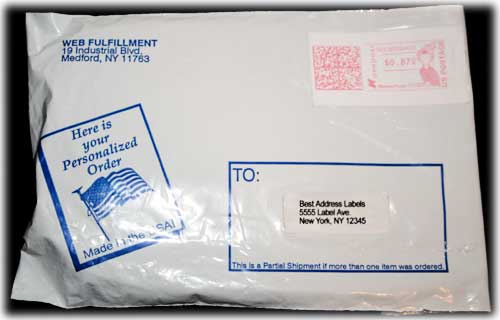 WEB FULFILLMENT
19 Industrial Blvd.
Medford, NY 11763
US POSTAGE
Here is
your
Personalized
Order
Made in the USA!
TO:
Best Address Labels
5555 Label Ave.
New York, NY 12345
This is a Partial Shipment if more than one item was ordered.